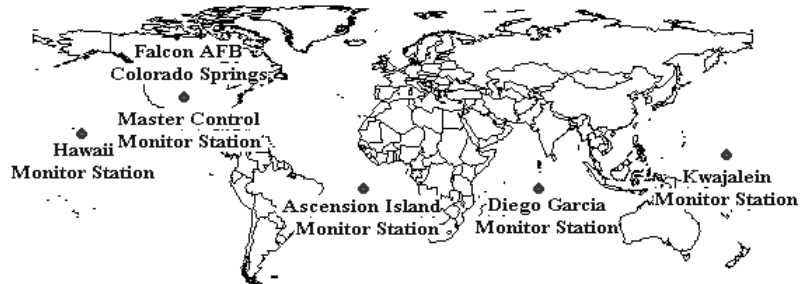 Falcon AFB
Colorado Springs
Master Control
Monitor Station
Hawaii
Monitor Station
Ascension Island
Monitor Station
Diego Garcia
Monitor Station
Kwajalein
Monitor Station